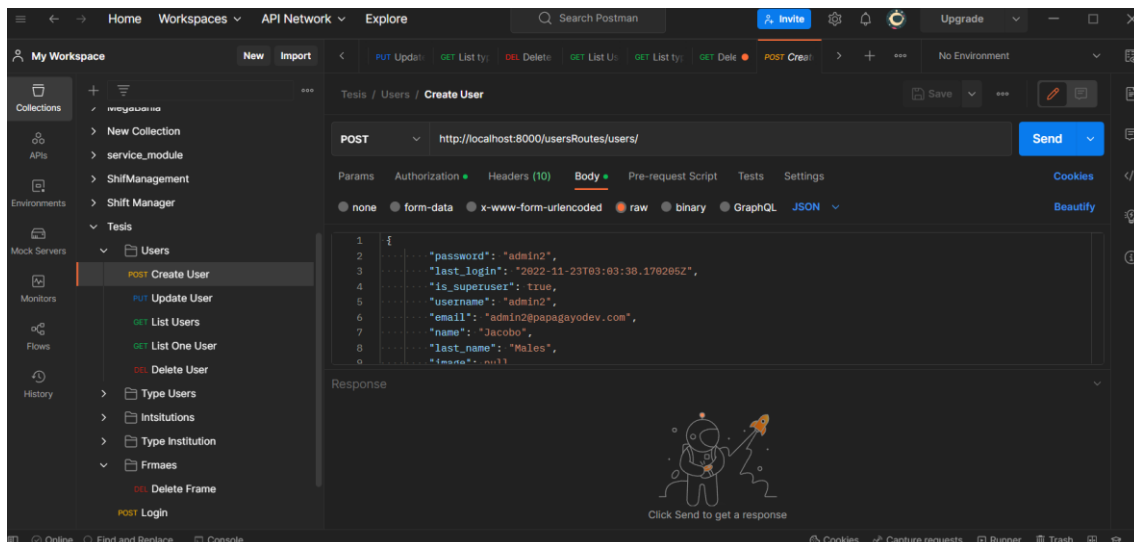 Home Workspaces API Network Explore Search Postman Invite Upgrade
My Workspace New Import PUT Updat GET List ty DEL Delete GET List Us GET List ty GET Dele POST Creat No Environment
Collections
APIs
Environments
Mock Servers
Monitors
Flows
History
MegaBahia
New Collection
service_module
ShifManagement
Shift Manager
Tesis
Users
POST Create User
PUT Update User
GET List Users
GET List One User
DEL Delete User
Type Users
Intsitutions
Type Institution
Frmaes
DEL Delete Frame
POST Login
Tesis / Users / Create User Save
POST http://localhost:8000/usersRoutes/users/ Send
Params Authorization Headers (10) Body Pre-request Script Tests Settings Cookies
none form-data x-www-form-urlencoded raw binary GraphQL JSON Beautify
1 {
2 "password": "admin2",
3 "last_login": "2022-11-23T03:03:38.170205Z",
4 "is_superuser": true,
5 "username": "admin2",
6 "email": "admin2@papagayodev.com",
7 "name": "Jacobo",
8 "last_name": "Males",
9 "image": null
Response
Click Send to get a response
Online Find and Replace Console Cookies Capture requests Runner Trash